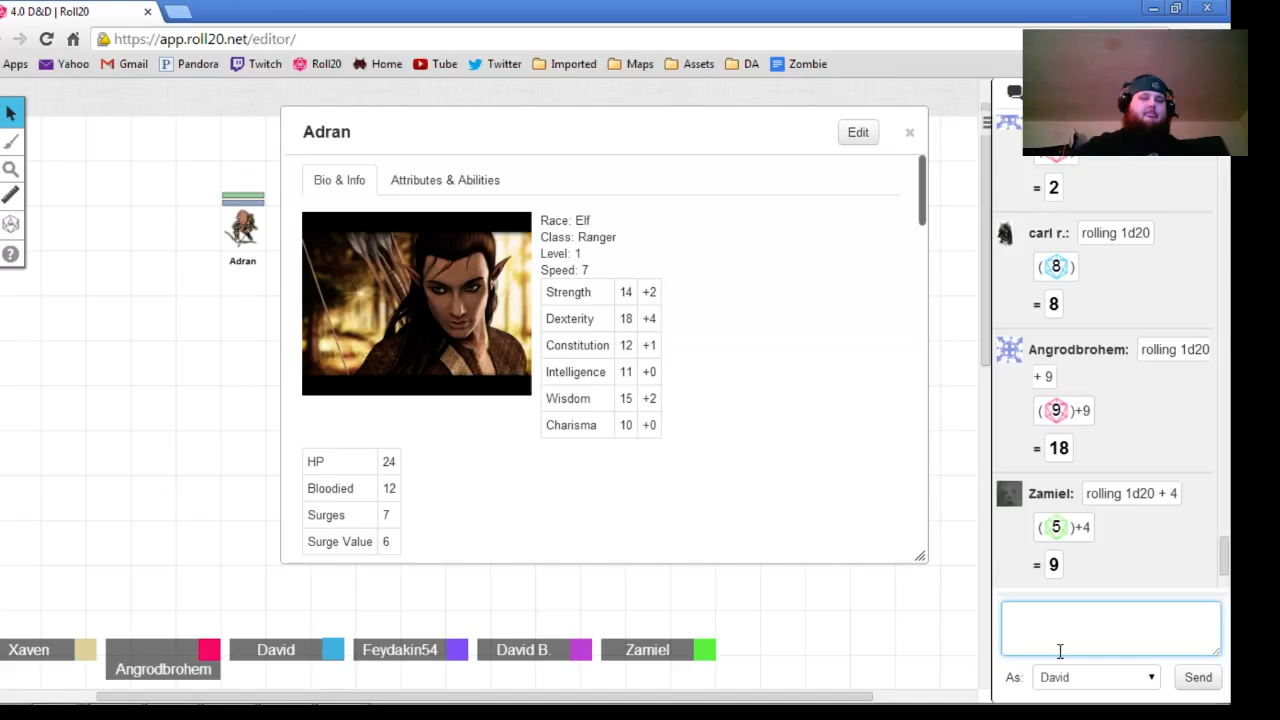 4.0 D&D | Roll20
https://app.roll20.net/editor/
Apps Yahoo Gmail Pandora Twitch Roll20 Home Tube Twitter Imported Maps Assets DA Zombie
Adran
Edit
Bio & Info Attributes & Abilities
Race: Elf
Class: Ranger
Level: 1
Speed: 7
Strength 14 +2
Dexterity 18 +4
Constitution 12 +1
Intelligence 11 +0
Wisdom 15 +2
Charisma 10 +0
HP 24
Bloodied 12
Surges 7
Surge Value 6
Adran
= 2
carl r.: rolling 1d20
(8)
= 8
Angrodbrohem: rolling 1d20
+ 9
(9)+9
= 18
Zamiel: rolling 1d20 + 4
(5)+4
= 9
As: David Send
Xaven Angrodbrohem David Feydakin54 David B. Zamiel